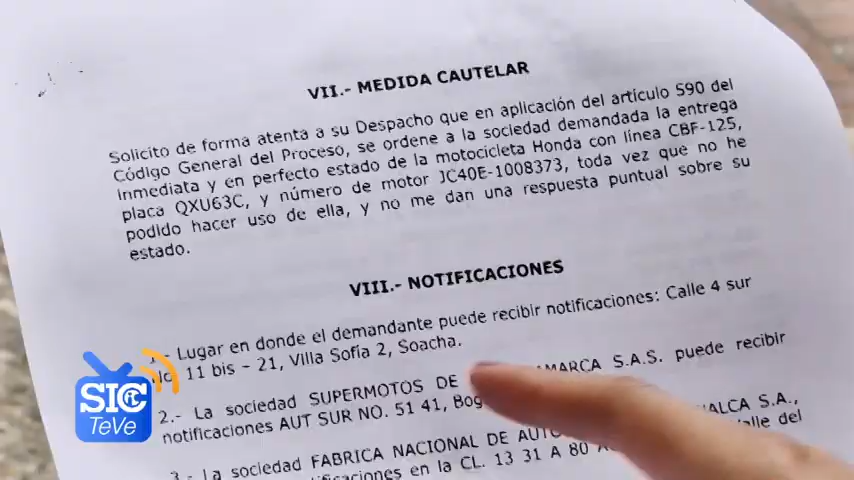 VII.- MEDIDA CAUTELAR
Solicito de forma atenta a su Despacho que en aplicación del artículo 590 del
Código General del Proceso, se ordene a la sociedad demandada la entrega
inmediata y en perfecto estado de la motocicleta Honda con línea CBF-125,
placa QXU63C, y número de motor JC40E-1008373, toda vez que no he
podido hacer uso de ella, y no me dan una respuesta puntual sobre su
estado.
VIII.- NOTIFICACIONES
- Lugar en donde el demandante puede recibir notificaciones: Calle 4 sur
11 bis – 21, Villa Sofía 2, Soacha.
2.- La sociedad SUPERMOTOS DE S.A.S. puede recibir
notificaciones AUT SUR NO. 51 41,
3.- La sociedad FABRICA NACIONAL DE S.A.,
en la CL. 13 31 A 80 del
SIC
TeVe